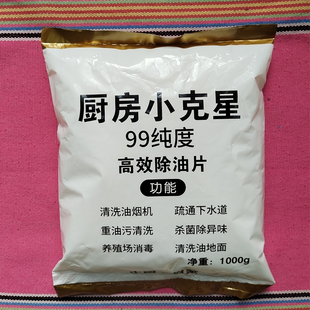 厨房小克星
99纯度
高效除油片
功能
清洗油烟机 疏通下水道
重油污清洗 杀菌除异味
养殖场消毒 清洗油地面
净重：1000g